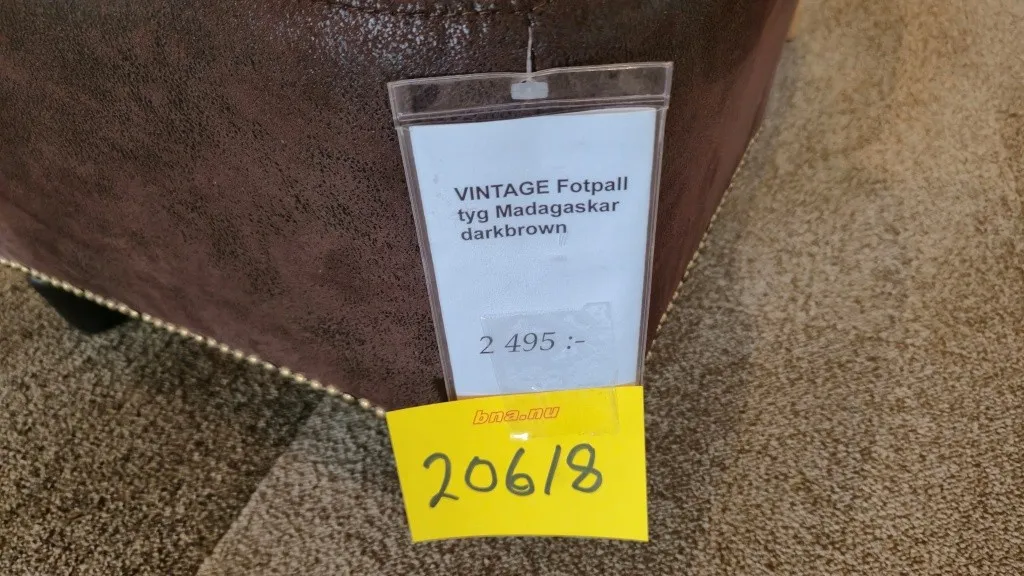 VINTAGE Fotpall
tyg Madagaskar
darkbrown
2 495 :-
bna.nu
20618